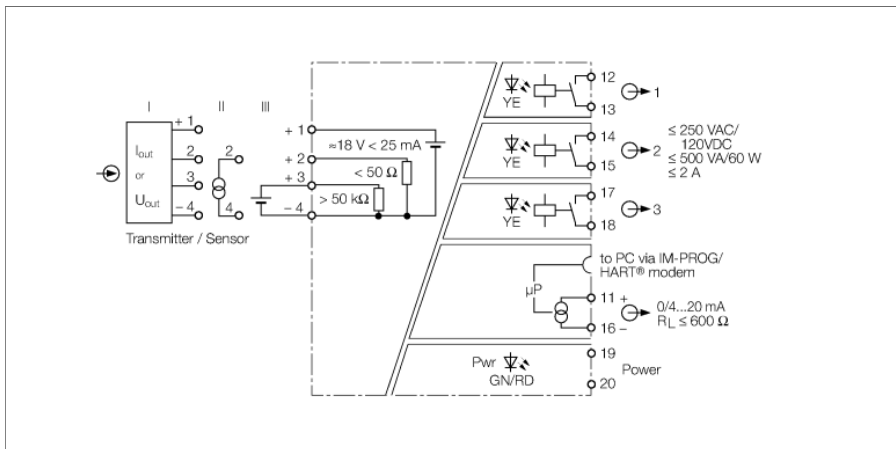 I
II
III
+ 1
2
3
– 4
Iout
or
Uout
Transmitter / Sensor
2
4
+ 1
+ 2
+ 3
– 4
≈18 V < 25 mA
< 50 Ω
> 50 kΩ
YE
12
13
1
YE
14
15
2
≤ 250 VAC/
120VDC
≤ 500 VA/60 W
≤ 2 A
YE
17
18
3
to PC via IM-PROG/
HART® modem
µP
11 +
16 –
0/4...20 mA
RL ≤ 600 Ω
Pwr
GN/RD
19
20
Power